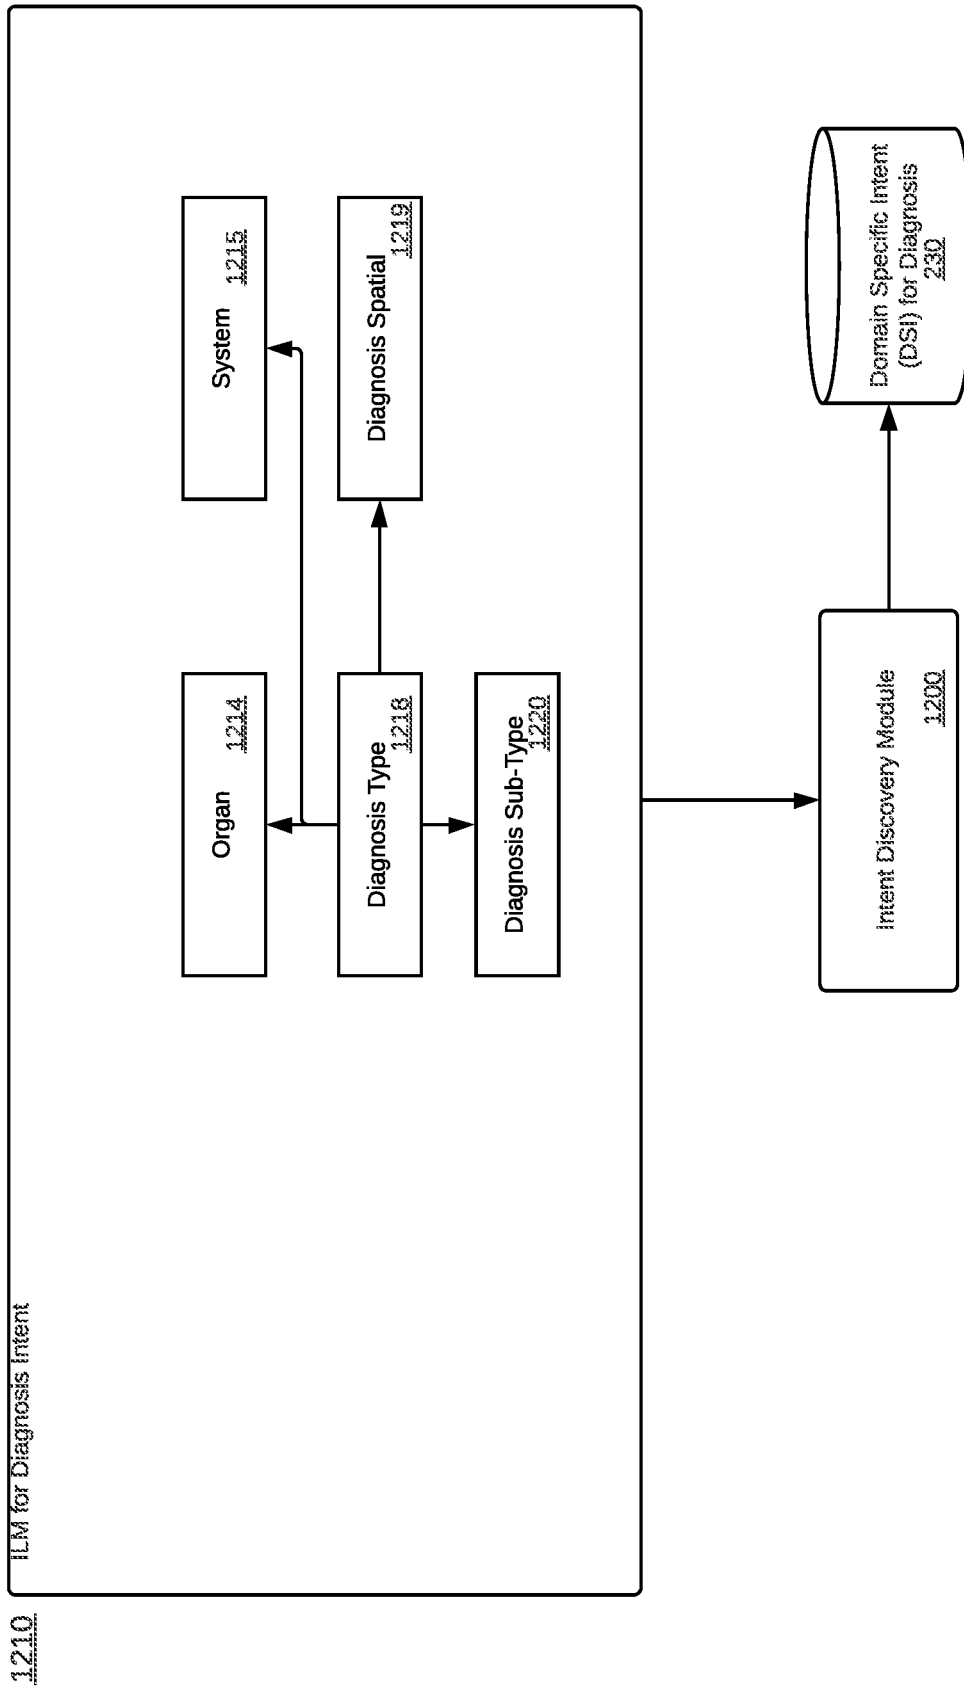 1210
ILM for Diagnosis Intent
Organ
1214
System
1215
Diagnosis Type
1218
Diagnosis Spatial
1219
Diagnosis Sub-Type
1220
Intent Discovery Module
1200
Domain Specific Intent
(DSI) for Diagnosis
230